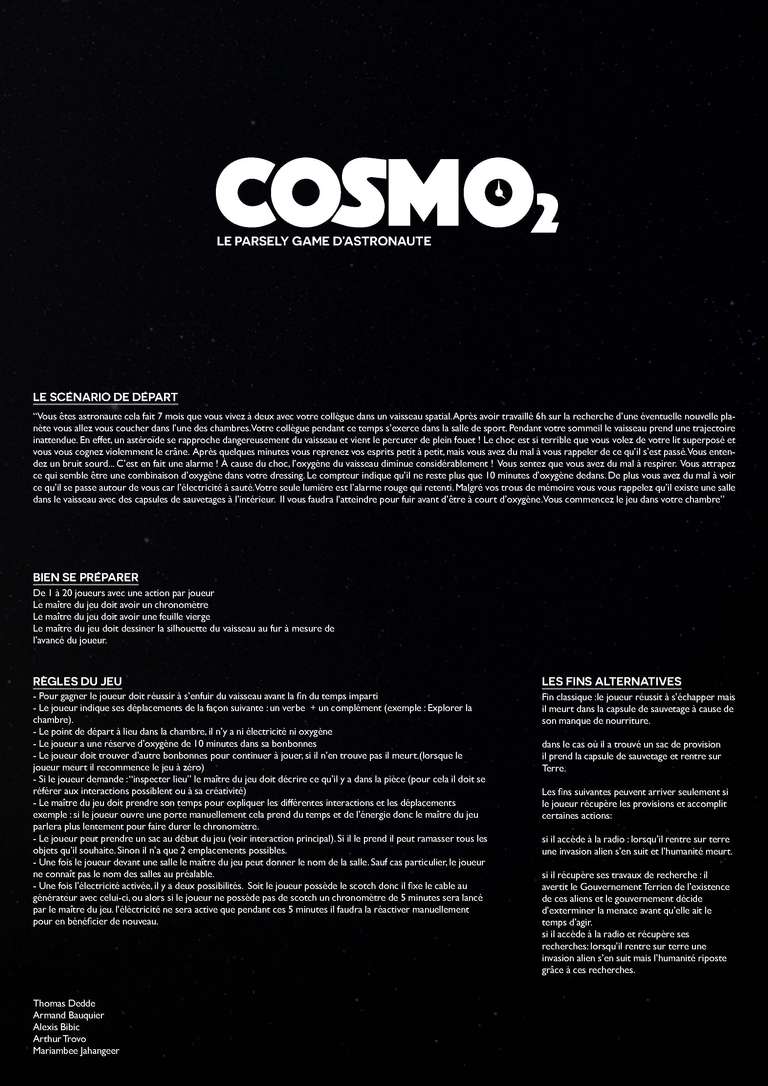 COSMO2
LE PARSELY GAME D'ASTRONAUTE
LE SCÉNARIO DE DÉPART
"Vous êtes astronaute cela fait 7 mois que vous vivez à deux avec votre collègue dans un vaisseau spatial. Après avoir travaillé 6h sur la recherche d'une éventuelle nouvelle pla-
nète vous allez vous coucher dans l'une des chambres. Votre collègue pendant ce temps s'exerce dans la salle de sport. Pendant votre sommeil le vaisseau prend une trajectoire
inattendue. En effet, un astéroïde se rapproche dangereusement du vaisseau et vient le percuter de plein fouet ! Le choc est si terrible que vous volez de votre lit superposé et
vous vous cognez violemment le crâne. Après quelques minutes vous reprenez vos esprits petit à petit, mais vous avez du mal à vous rappeler de ce qu'il s'est passé. Vous enten-
dez un bruit sourd... C'est en fait une alarme ! À cause du choc, l'oxygène du vaisseau diminue considérablement ! Vous sentez que vous avez du mal à respirer. Vous attrapez
ce qui semble être une combinaison d'oxygène dans votre dressing. Le compteur indique qu'il ne reste plus que 10 minutes d'oxygène dedans. De plus vous avez du mal à voir
ce qu'il se passe autour de vous car l'électricité à sauté. Votre seule lumière est l'alarme rouge qui retenti. Malgré vos trous de mémoire vous vous rappelez qu'il existe une salle
dans le vaisseau avec des capsules de sauvetages à l'intérieur. Il vous faudra l'atteindre pour fuir avant d'être à court d'oxygène. Vous commencez le jeu dans votre chambre"
BIEN SE PRÉPARER
De 1 à 20 joueurs avec une action par joueur
Le maître du jeu doit avoir un chronomètre
Le maître du jeu doit avoir une feuille vierge
Le maître du jeu doit dessiner la silhouette du vaisseau au fur à mesure de
l'avancé du joueur.
RÈGLES DU JEU
- Pour gagner le joueur doit réussir à s'enfuir du vaisseau avant la fin du temps imparti
- Le joueur indique ses déplacements de la façon suivante : un verbe + un complément (exemple : Explorer la
chambre).
- Le point de départ à lieu dans la chambre, il n'y a ni électricité ni oxygène
- Le joueur a une réserve d'oxygène de 10 minutes dans sa bonbonnes
- Le joueur doit trouver d'autre bonbonnes pour continuer à jouer, si il n'en trouve pas il meurt.(lorsque le
joueur meurt il recommence le jeu à zéro)
- Si le joueur demande : "inspecter lieu" le maître du jeu doit décrire ce qu'il y a dans la pièce (pour cela il doit se
référer aux interactions possiblent ou à sa créativité)
- Le maître du jeu doit prendre son temps pour expliquer les différentes interactions et les déplacements
exemple : si le joueur ouvre une porte manuellement cela prend du temps et de l'énergie donc le maître du jeu
parlera plus lentement pour faire durer le chronomètre.
- Le joueur peut prendre un sac au début du jeu (voir interaction principal). Si il le prend il peut ramasser tous les
objets qu'il souhaite. Sinon il n'a que 2 emplacements possibles.
- Une fois le joueur devant une salle le maître du jeu peut donner le nom de la salle. Sauf cas particulier, le joueur
ne connaît pas le nom des salles au préalable.
- Une fois l'électricité activée, il y a deux possibilités. Soit le joueur possède le scotch donc il fixe le cable au
générateur avec celui-ci, ou alors si le joueur ne possède pas de scotch un chronomètre de 5 minutes sera lancé
par le maître du jeu. l'éléctricité ne sera active que pendant ces 5 minutes il faudra la réactiver manuellement
pour en bénéficier de nouveau.
LES FINS ALTERNATIVES
Fin classique :le joueur réussit à s'échapper mais
il meurt dans la capsule de sauvetage à cause de
son manque de nourriture.
dans le cas où il a trouvé un sac de provision
il prend la capsule de sauvetage et rentre sur
Terre.
Les fins suivantes peuvent arriver seulement si
le joueur récupère les provisions et accomplit
certaines actions:
si il accède à la radio : lorsqu'il rentre sur terre
une invasion alien s'en suit et l'humanité meurt.
si il récupère ses travaux de recherche : il
avertit le Gouvernement Terrien de l'existence
de ces aliens et le gouvernement décide
d'exterminer la menace avant qu'elle ait le
temps d'agir.
si il accède à la radio et récupère ses
recherches: lorsqu'il rentre sur terre une
invasion alien s'en suit mais l'humanité riposte
grâce à ces recherches.
Thomas Dedde
Armand Bauquier
Alexis Bibic
Arthur Trovo
Mariambee Jahangeer